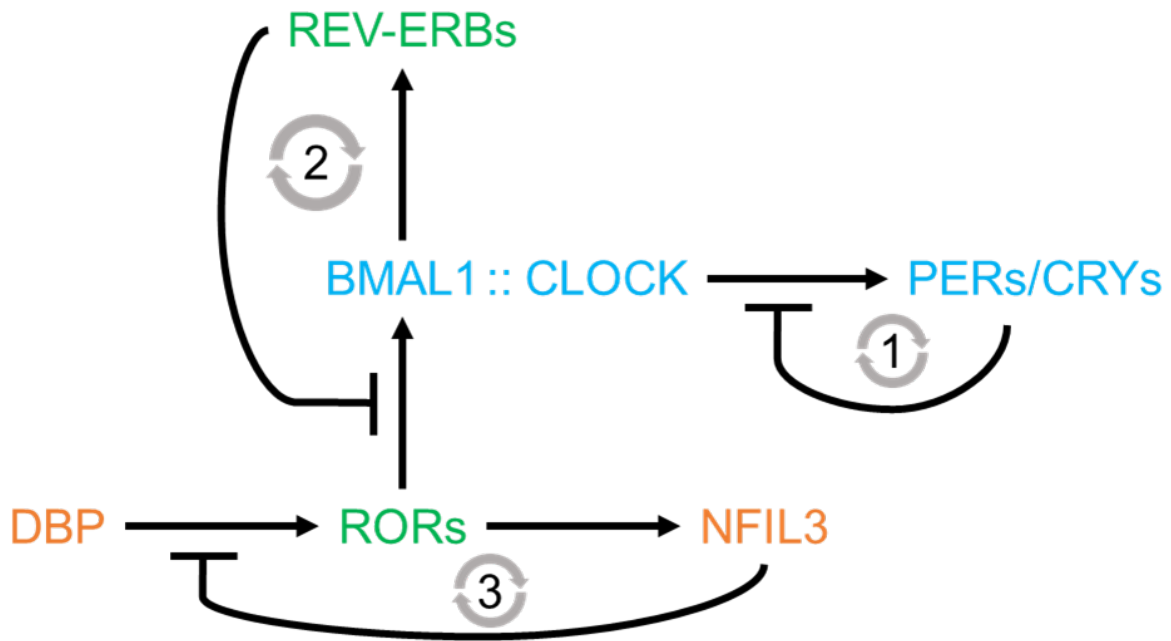 REV-ERBs
2
BMAL1 :: CLOCK
PERs/CRYs
1
DBP
RORs
NFIL3
3